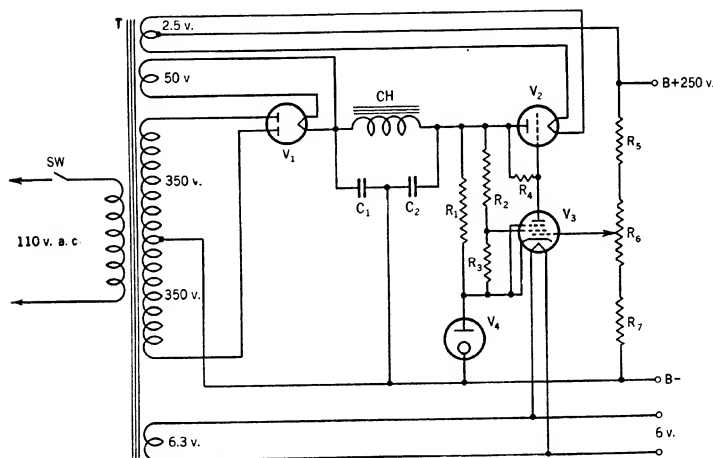 T
2.5 v.
50 v
B+250 v.
CH
V2
V1
R5
SW
350 v.
C1
C2
R1
R2
R4
V3
R6
110 v. a.c.
R3
350 v.
V4
R7
B-
6.3 v.
6 v.